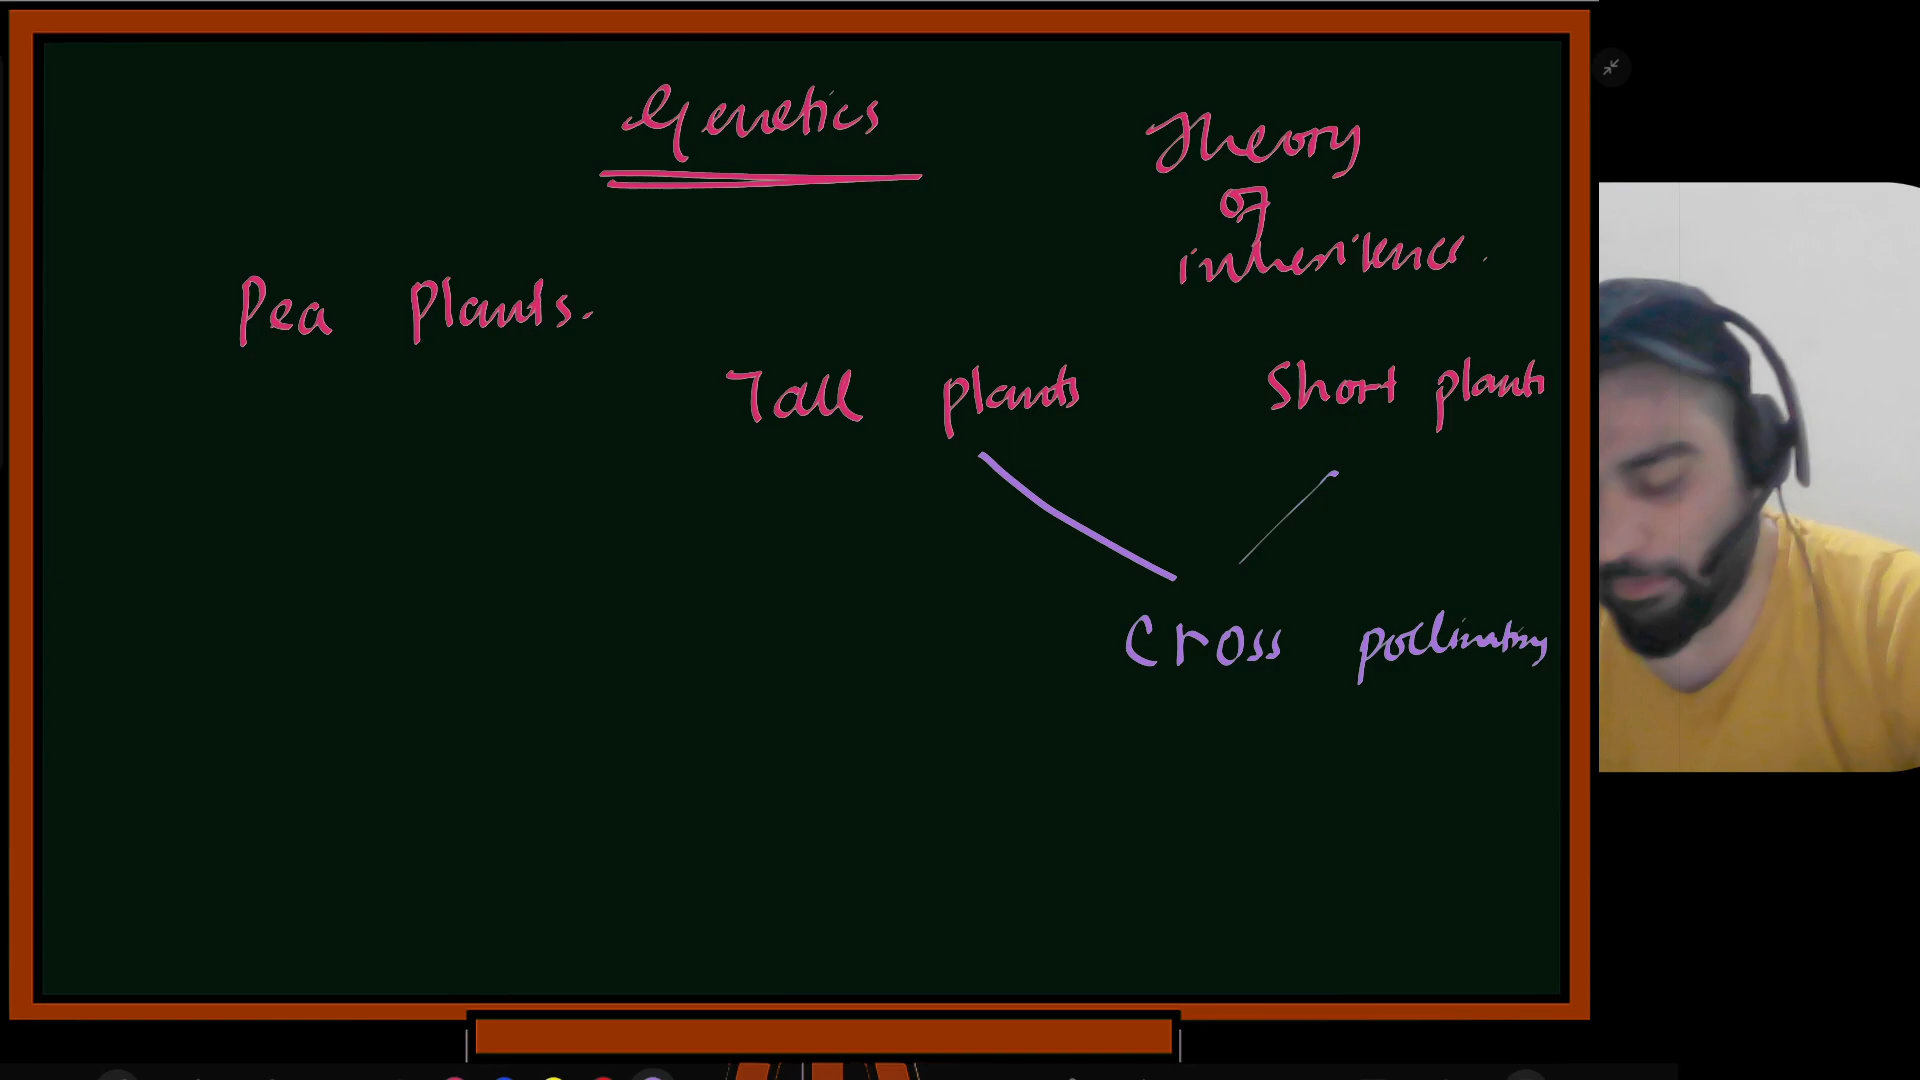 Genetics
Theory
of
inheritence.
Pea Plants.
Tall plants
Short plants
Cross pollinating